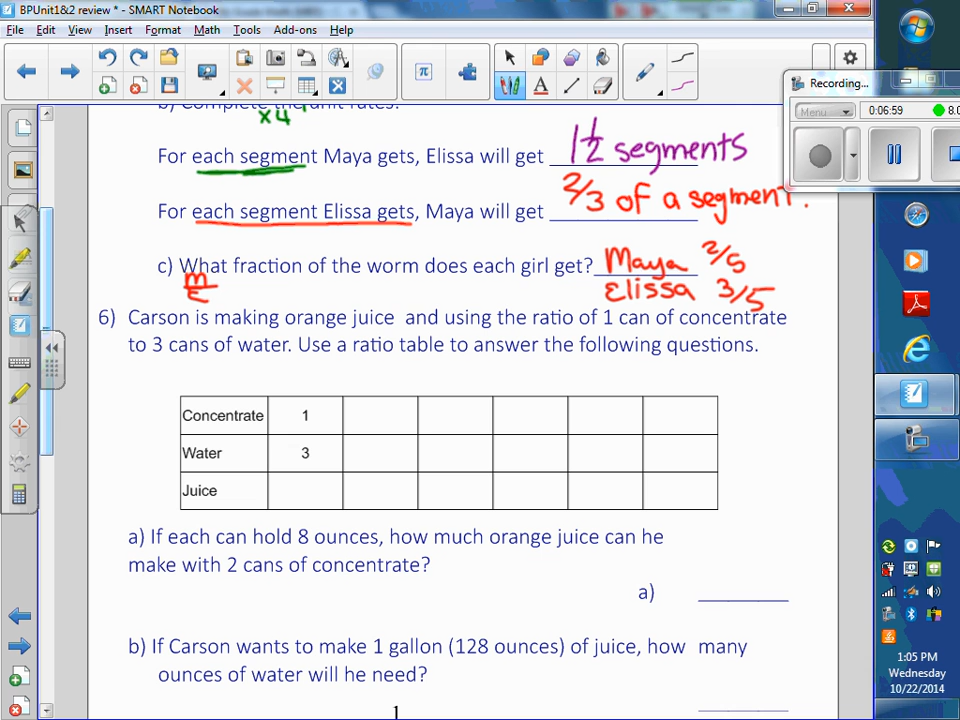 BPUnit1&2 review * - SMART Notebook
File Edit View Insert Format Math Tools Add-ons Help
Recording...
Menu
0:06:59
8.0
b) Complete the unit rates.
x4
For each segment Maya gets, Elissa will get 1 1/2 segments
For each segment Elissa gets, Maya will get 2/3 of a segment.
c) What fraction of the worm does each girl get? Maya 2/5
m/E
Elissa 3/5
6) Carson is making orange juice and using the ratio of 1 can of concentrate
to 3 cans of water. Use a ratio table to answer the following questions.
Concentrate 1
Water 3
Juice
a) If each can hold 8 ounces, how much orange juice can he
make with 2 cans of concentrate?
a) ________
b) If Carson wants to make 1 gallon (128 ounces) of juice, how many
ounces of water will he need?
________
1
1:05 PM
Wednesday
10/22/2014